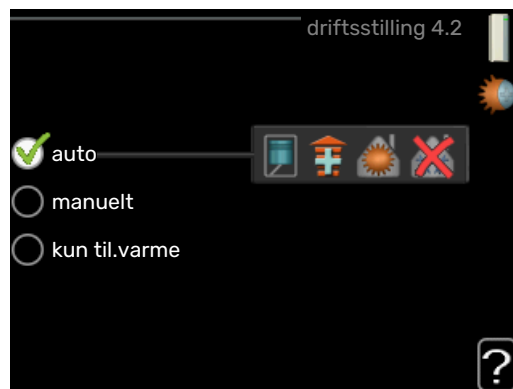 driftsstilling 4.2
auto
manuelt
kun til.varme
?